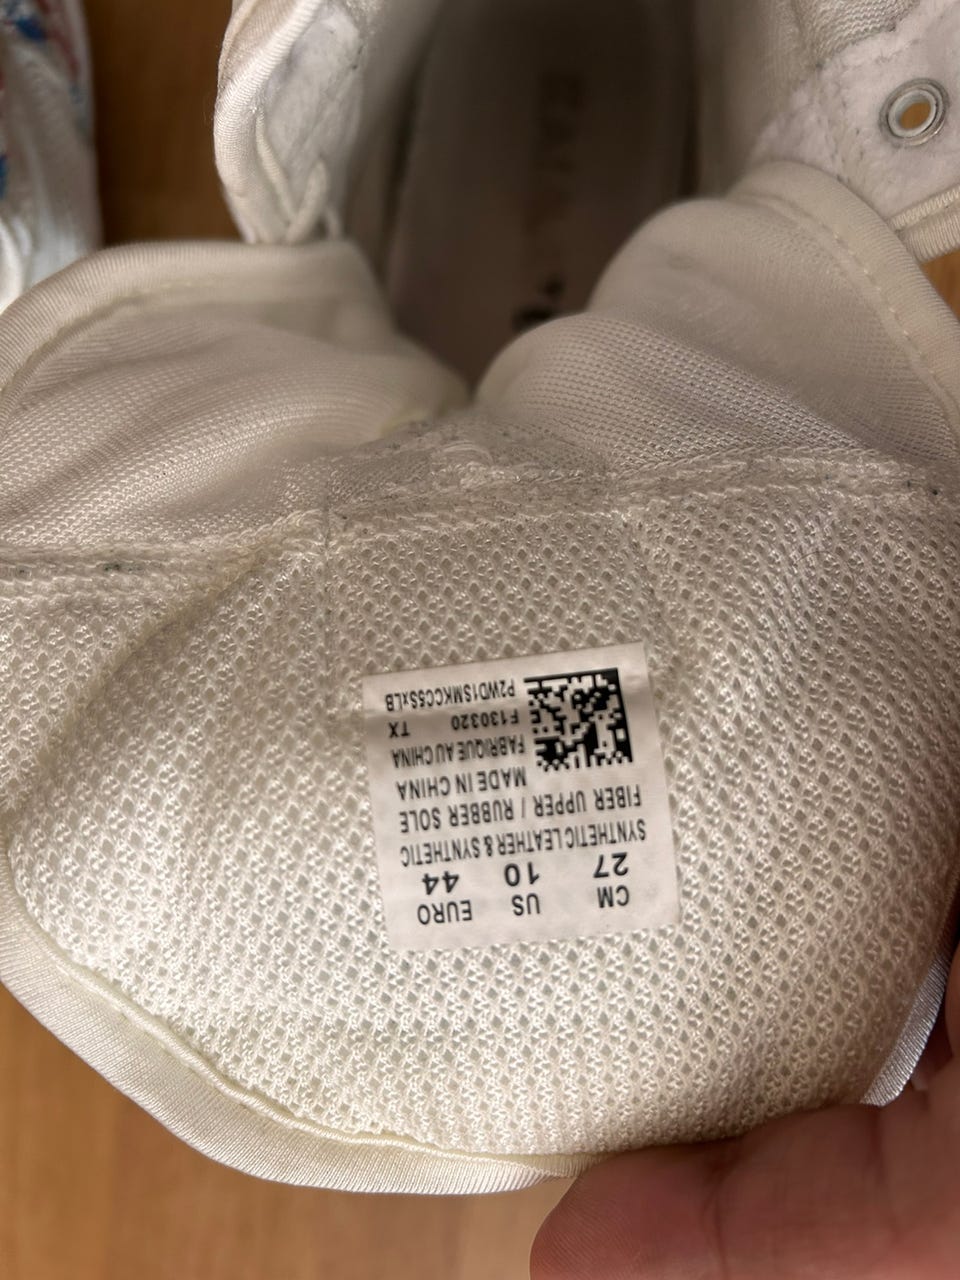 CM US EURO
27 10 44
SYNTHETIC LEATHER & SYNTHETIC
FIBER UPPER / RUBBER SOLE
MADE IN CHINA
FABRIQUE AU CHINA
F130320 TX
P2WD1SMKCCSSxLB